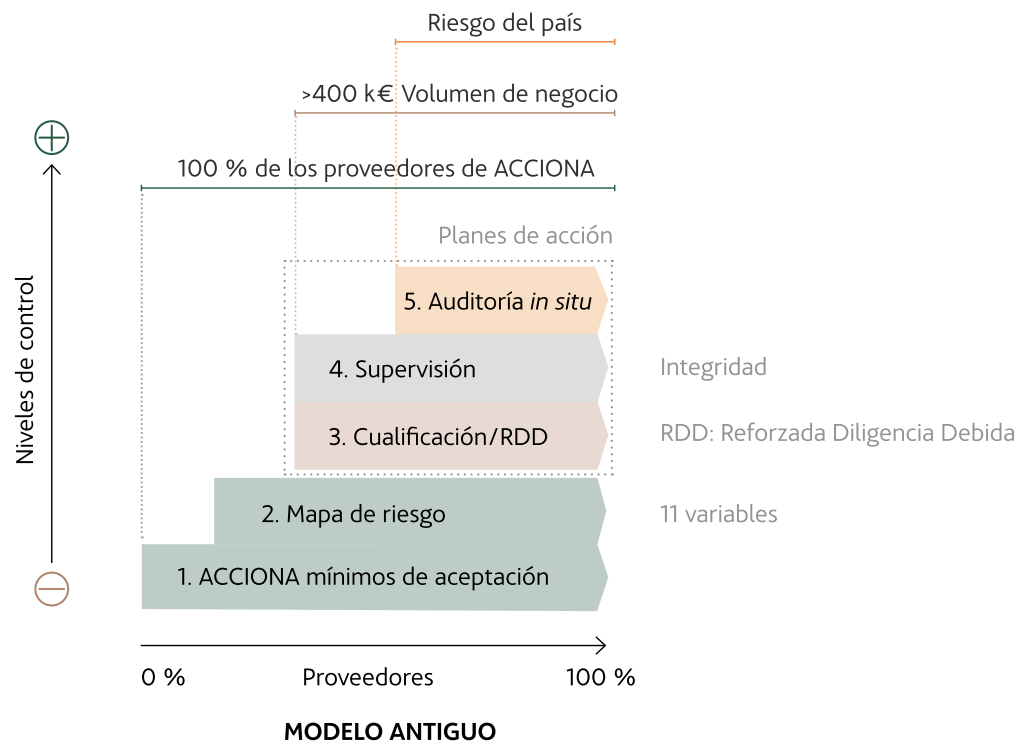 Riesgo del país
>400 k€ Volumen de negocio
100 % de los proveedores de ACCIONA
Planes de acción
Niveles de control
5. Auditoría in situ
4. Supervisión
Integridad
3. Cualificación/RDD
RDD: Reforzada Diligencia Debida
2. Mapa de riesgo
11 variables
1. ACCIONA mínimos de aceptación
0 %
Proveedores
100 %
MODELO ANTIGUO